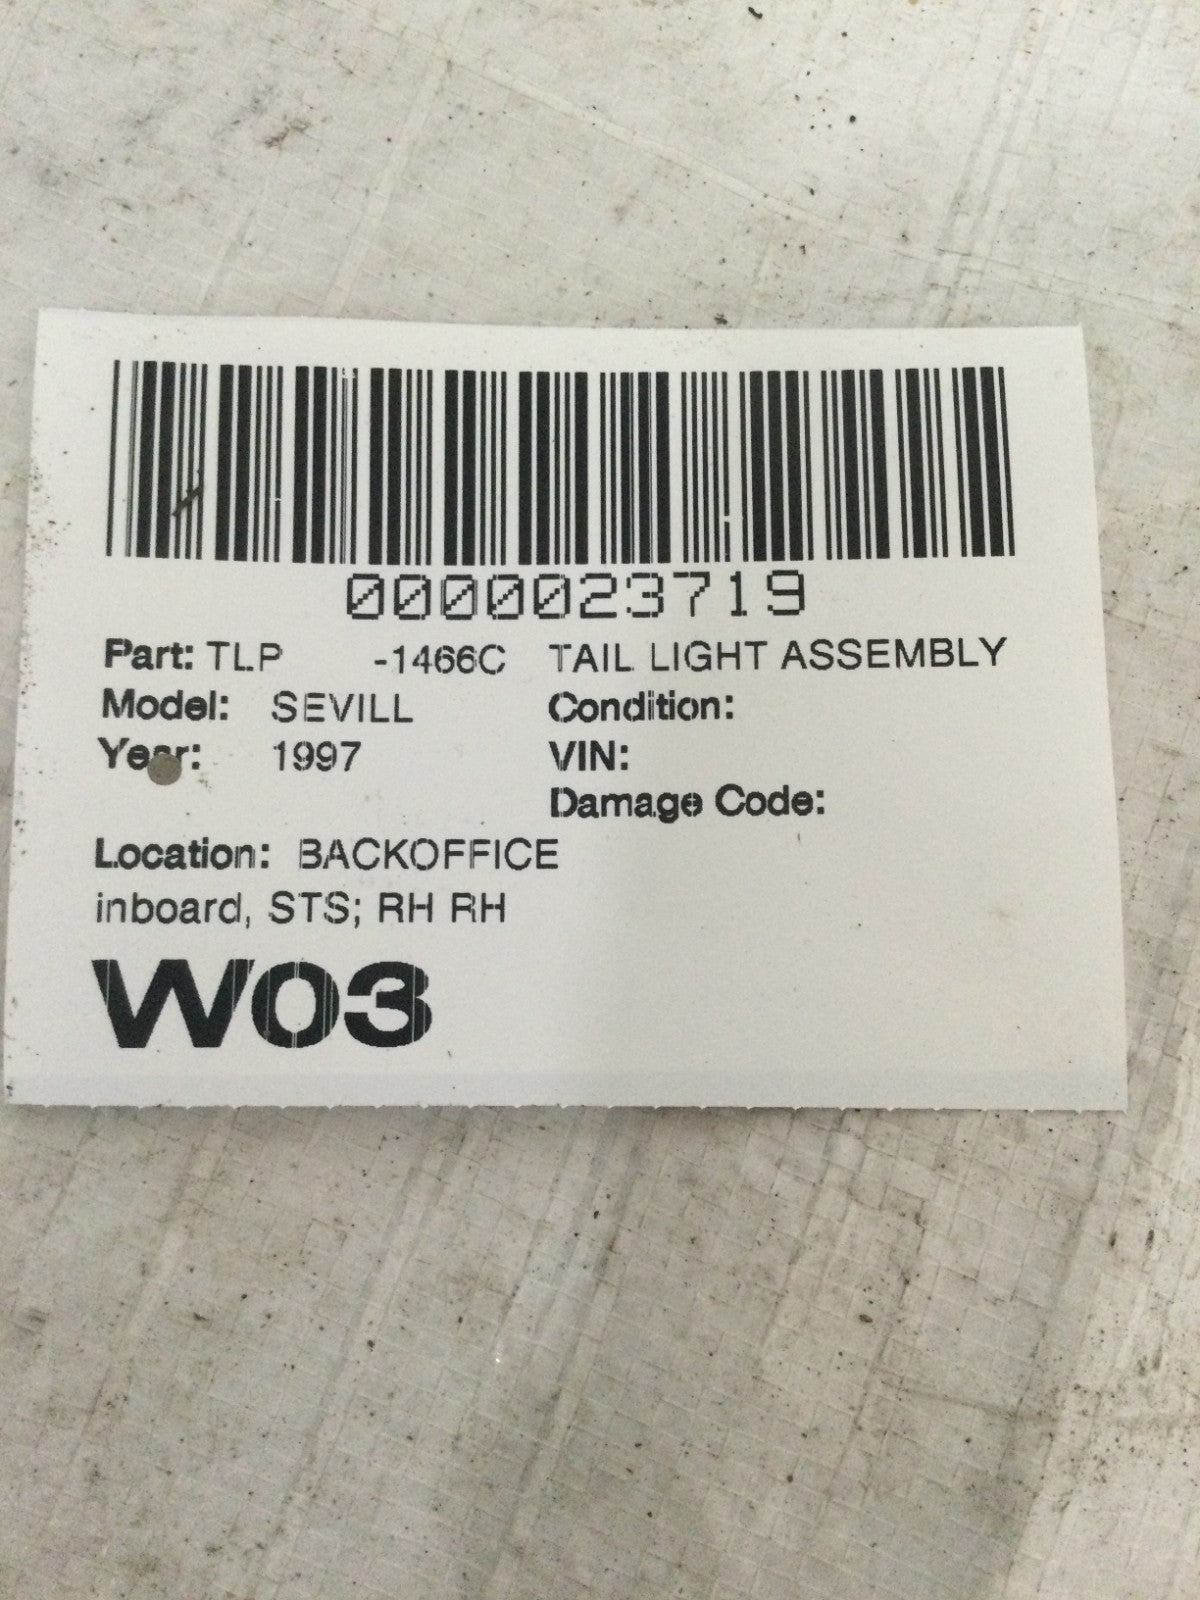 0000023719
Part: TLP -1466C TAIL LIGHT ASSEMBLY
Model: SEVILL Condition:
Year: 1997 VIN:
Damage Code:
Location: BACKOFFICE
inboard, STS; RH RH
W03